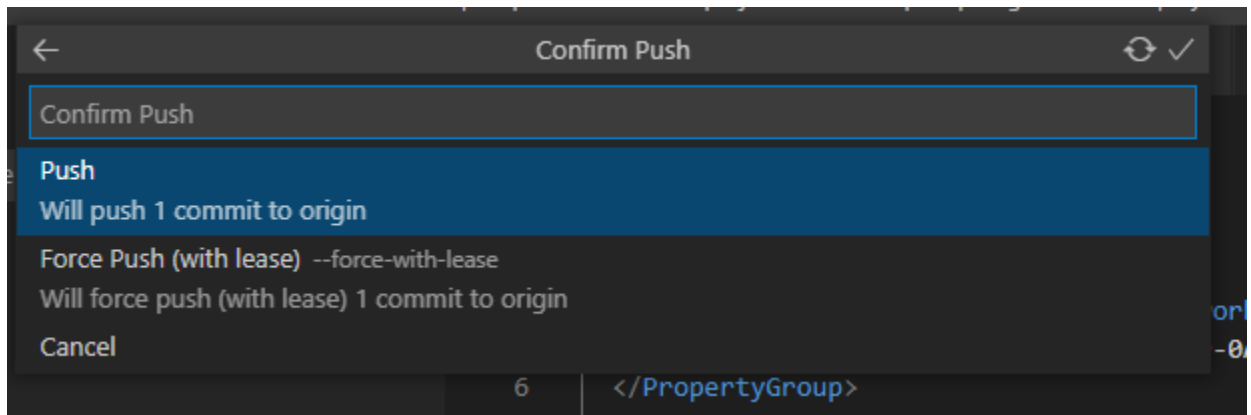 Confirm Push
Confirm Push
Push
Will push 1 commit to origin
Force Push (with lease) --force-with-lease
Will force push (with lease) 1 commit to origin
Cancel
6 </PropertyGroup>